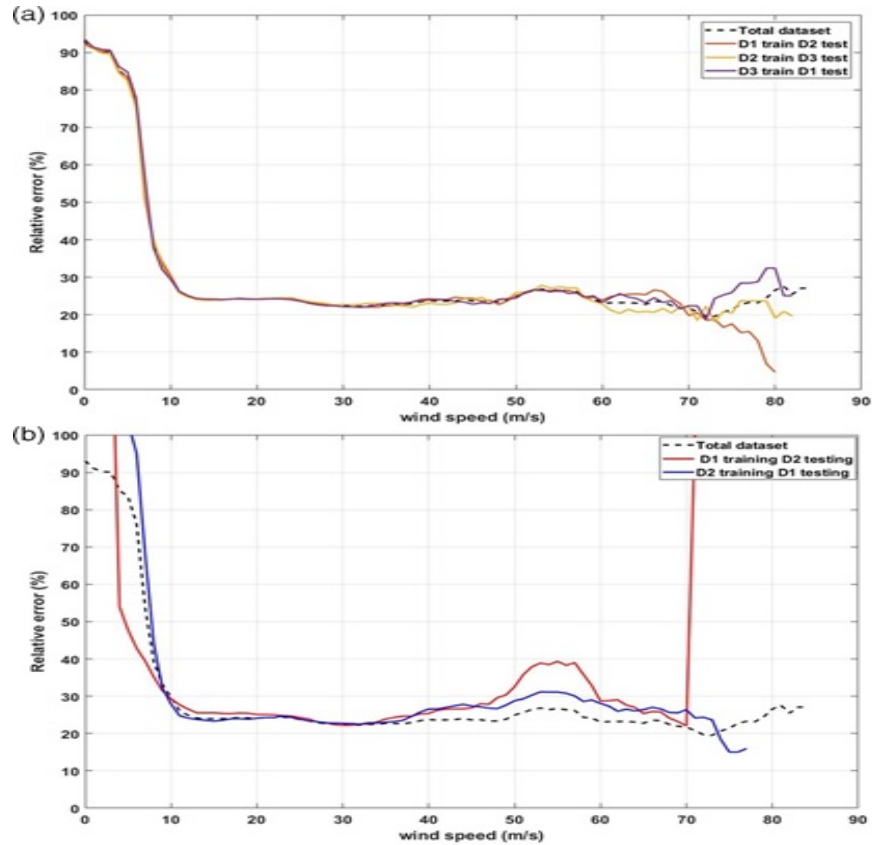 (a)
100
90
80
70
60
50
40
30
20
10
0
Relative error (%)
Total dataset
D1 train D2 test
D2 train D3 test
D3 train D1 test
0 10 20 30 40 50 60 70 80 90
wind speed (m/s)
(b)
100
90
80
70
60
50
40
30
20
10
0
Relative error (%)
Total dataset
D1 training D2 testing
D2 training D1 testing
0 10 20 30 40 50 60 70 80 90
wind speed (m/s)